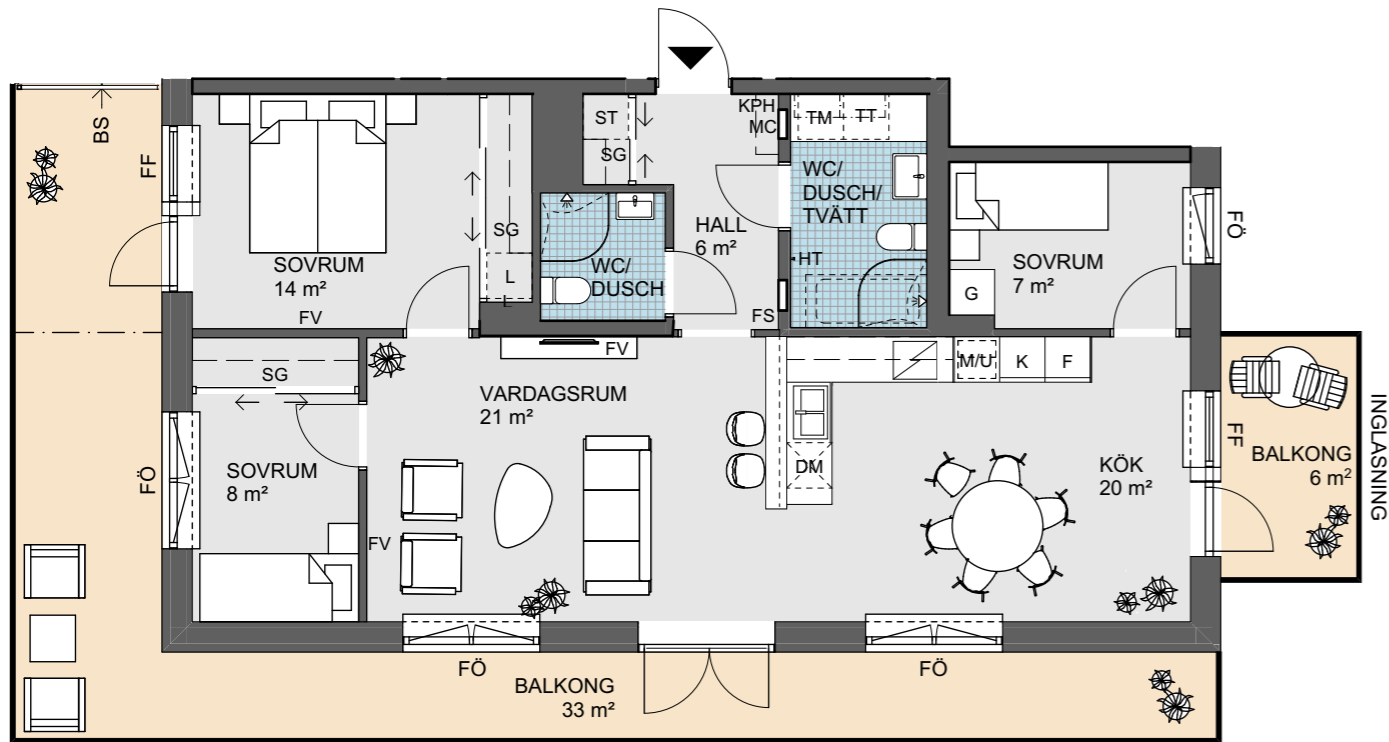 BS
FF
SOVRUM
14 m²
FV
SG
L
L
ST
SG
KPH
MC
TM
TT
WC/
DUSCH/
TVÄTT
HT
HALL
6 m²
WC/
DUSCH
FS
SOVRUM
7 m²
G
FÖ
SG
SOVRUM
8 m²
FÖ
FV
FV
VARDAGSRUM
21 m²
M/U
K
F
DM
KÖK
20 m²
FF
BALKONG
6 m²
INGLASNING
FÖ
BALKONG
33 m²
FÖ